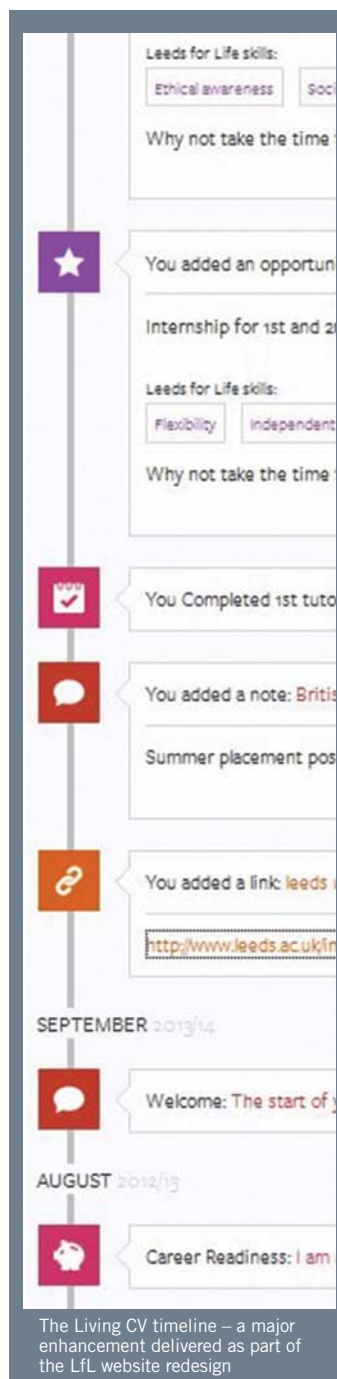 Leeds for Life skills:
Ethical awareness Soci
Why not take the time
You added an opportun
Internship for 1st and
Leeds for Life skills:
Flexibility Independent
Why not take the time
You Completed 1st tuto
You added a note: Britis
Summer placement pos
You added a link: leeds
http://www.leeds.ac.uk/in
SEPTEMBER 2013/14
Welcome: The start of
AUGUST 2012/13
Career Readiness: I am
The Living CV timeline – a major
enhancement delivered as part of
the LfL website redesign